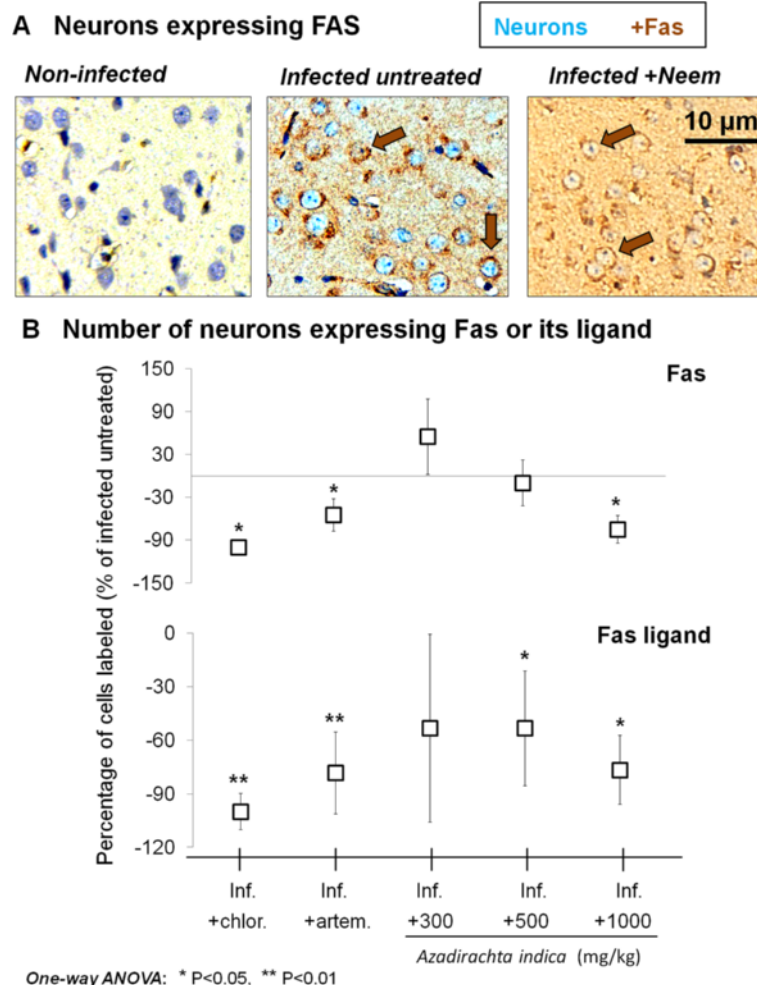 A Neurons expressing FAS
Neurons +Fas
Non-infected
Infected untreated
Infected +Neem
10 µm
B Number of neurons expressing Fas or its ligand
Percentage of cells labeled (% of infected untreated)
Fas
150
90
30
-30
-90
-150
*
*
*
Fas ligand
0
-30
-60
-90
-120
**
**
*
*
Inf. Inf. Inf. Inf. Inf.
+chlor. +artem. +300 +500 +1000
Azadirachta indica (mg/kg)
One-way ANOVA: * P<0.05, ** P<0.01